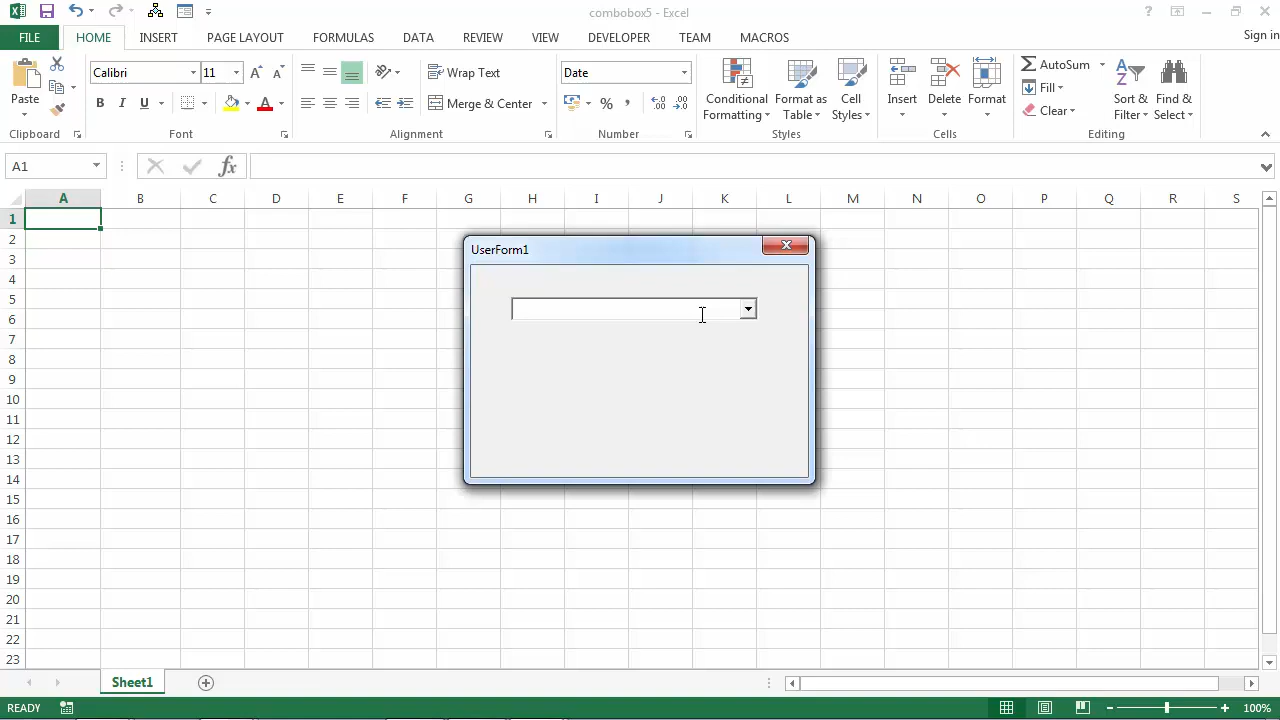 combobox5 - Excel
FILE HOME INSERT PAGE LAYOUT FORMULAS DATA REVIEW VIEW DEVELOPER TEAM MACROS Sign in
Paste
Calibri 11
B I U A
Wrap Text
Merge & Center
Date
% ,
Conditional Formatting
Format as Table
Cell Styles
Insert
Delete
Format
AutoSum
Fill
Clear
Sort & Filter
Find & Select
Clipboard Font Alignment Number Styles Cells Editing
A1 fx
A B C D E F G H I J K L M N O P Q R S
1
2
3
4
5
6
7
8
9
10
11
12
13
14
15
16
17
18
19
20
21
22
23
UserForm1
Sheet1
READY 100%